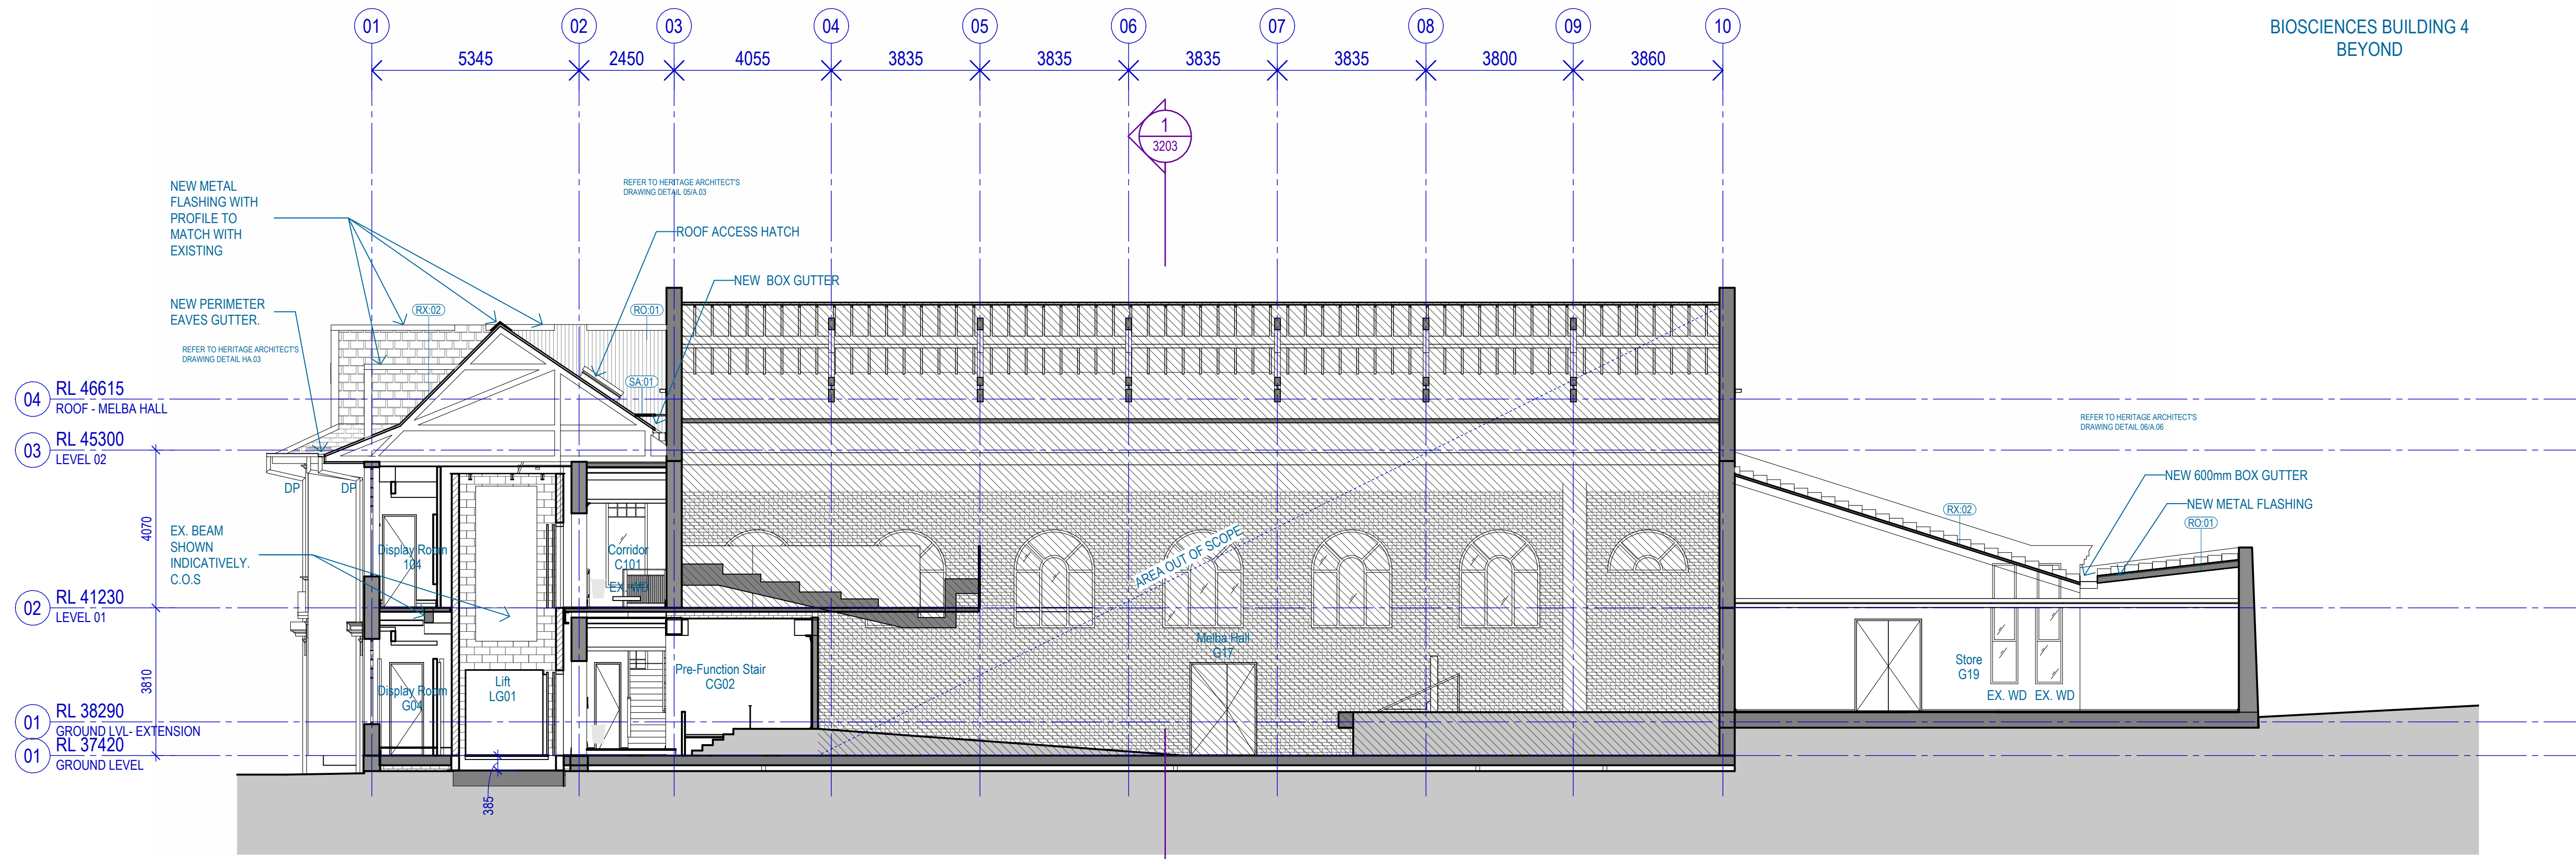 01
02
03
04
05
06
07
08
09
10
BIOSCIENCES BUILDING 4
BEYOND
5345
2450
4055
3835
3835
3835
3835
3800
3860
1
3203
NEW METAL
FLASHING WITH
PROFILE TO
MATCH WITH
EXISTING
REFER TO HERITAGE ARCHITECT'S
DRAWING DETAIL 05/A.03
ROOF ACCESS HATCH
NEW BOX GUTTER
NEW PERIMETER
EAVES GUTTER.
RX:02
RO:01
REFER TO HERITAGE ARCHITECT'S
DRAWING DETAIL HA.03
SA:01
04
RL 46615
ROOF - MELBA HALL
03
RL 45300
LEVEL 02
REFER TO HERITAGE ARCHITECT'S
DRAWING DETAIL 06/A.06
NEW 600mm BOX GUTTER
NEW METAL FLASHING
RX:02
RO:01
DP
DP
4070
EX. BEAM
SHOWN
INDICATIVELY.
C.O.S
Display Room
104
Corridor
C101
EX. WD
AREA OUT OF SCOPE
02
RL 41230
LEVEL 01
3810
Display Room
G04
Lift
LG01
Pre-Function Stair
CG02
Melba Hall
G17
Store
G19
EX. WD
EX. WD
01
RL 38290
GROUND LVL- EXTENSION
01
RL 37420
GROUND LEVEL
385